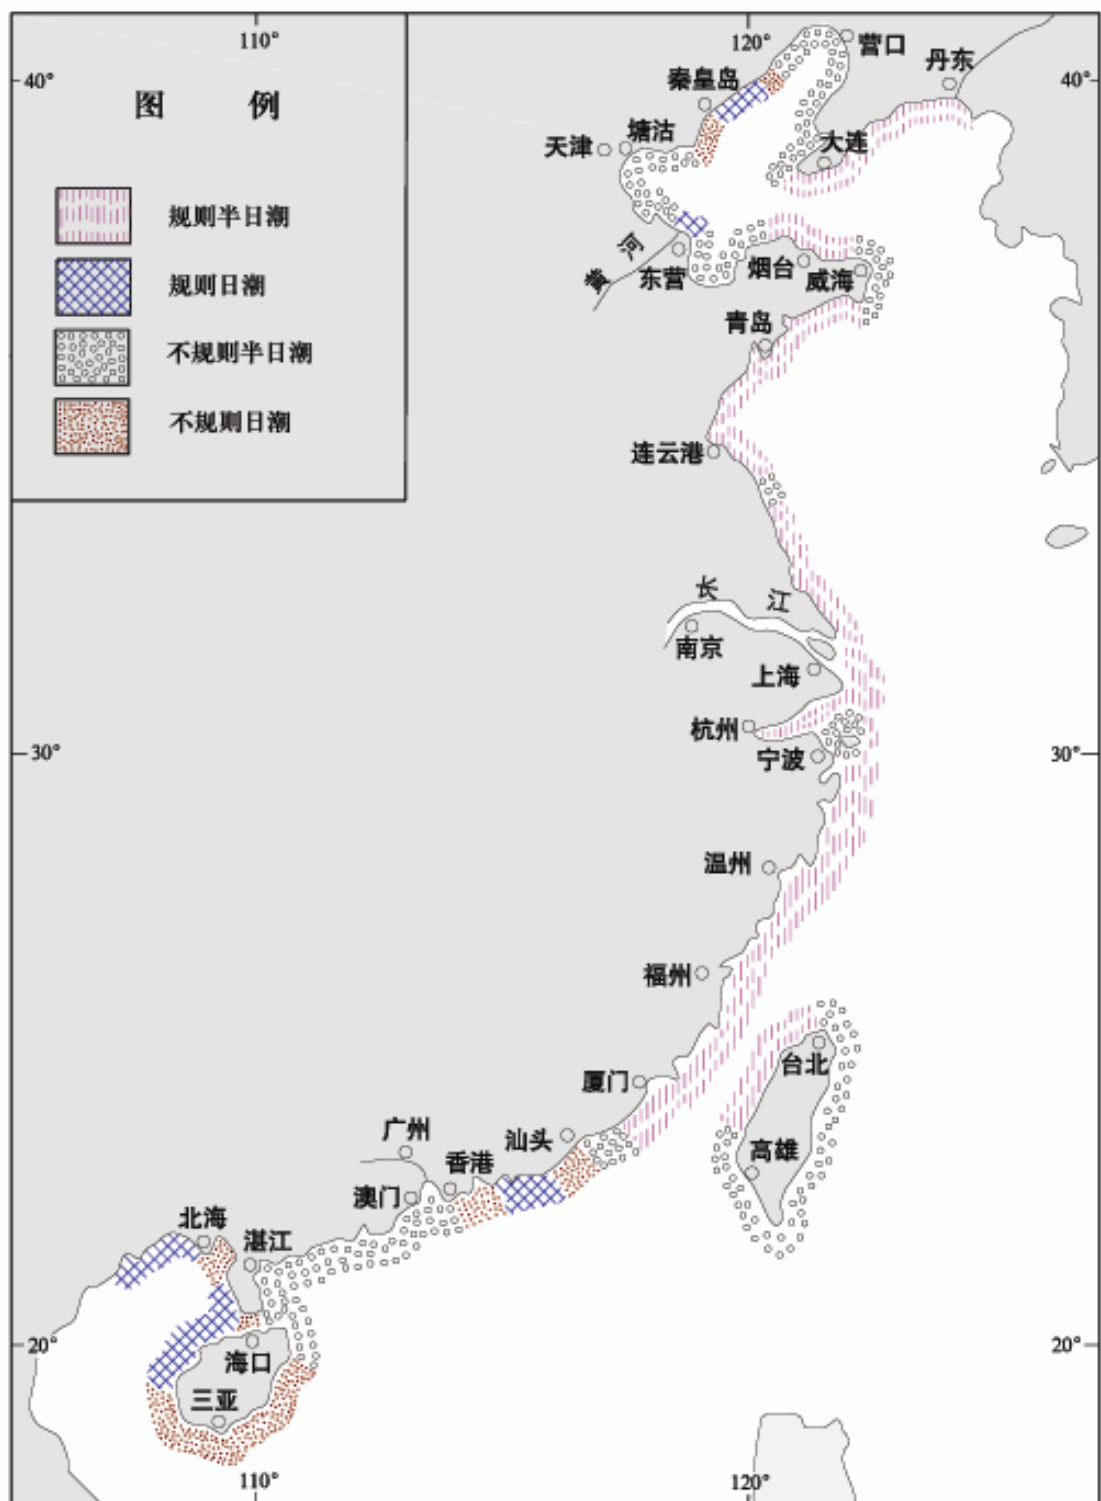 110°
120°
营口
丹东
40°
秦皇岛
40°
图 例
塘沽
天津
大连
规则半日潮
黄河
烟台
东营
威海
规则日潮
青岛
不规则半日潮
不规则日潮
连云港
长江
南京
上海
杭州
30°
宁波
30°
温州
福州
台北
厦门
广州
汕头
高雄
香港
澳门
北海
湛江
20°
20°
海口
三亚
110°
120°